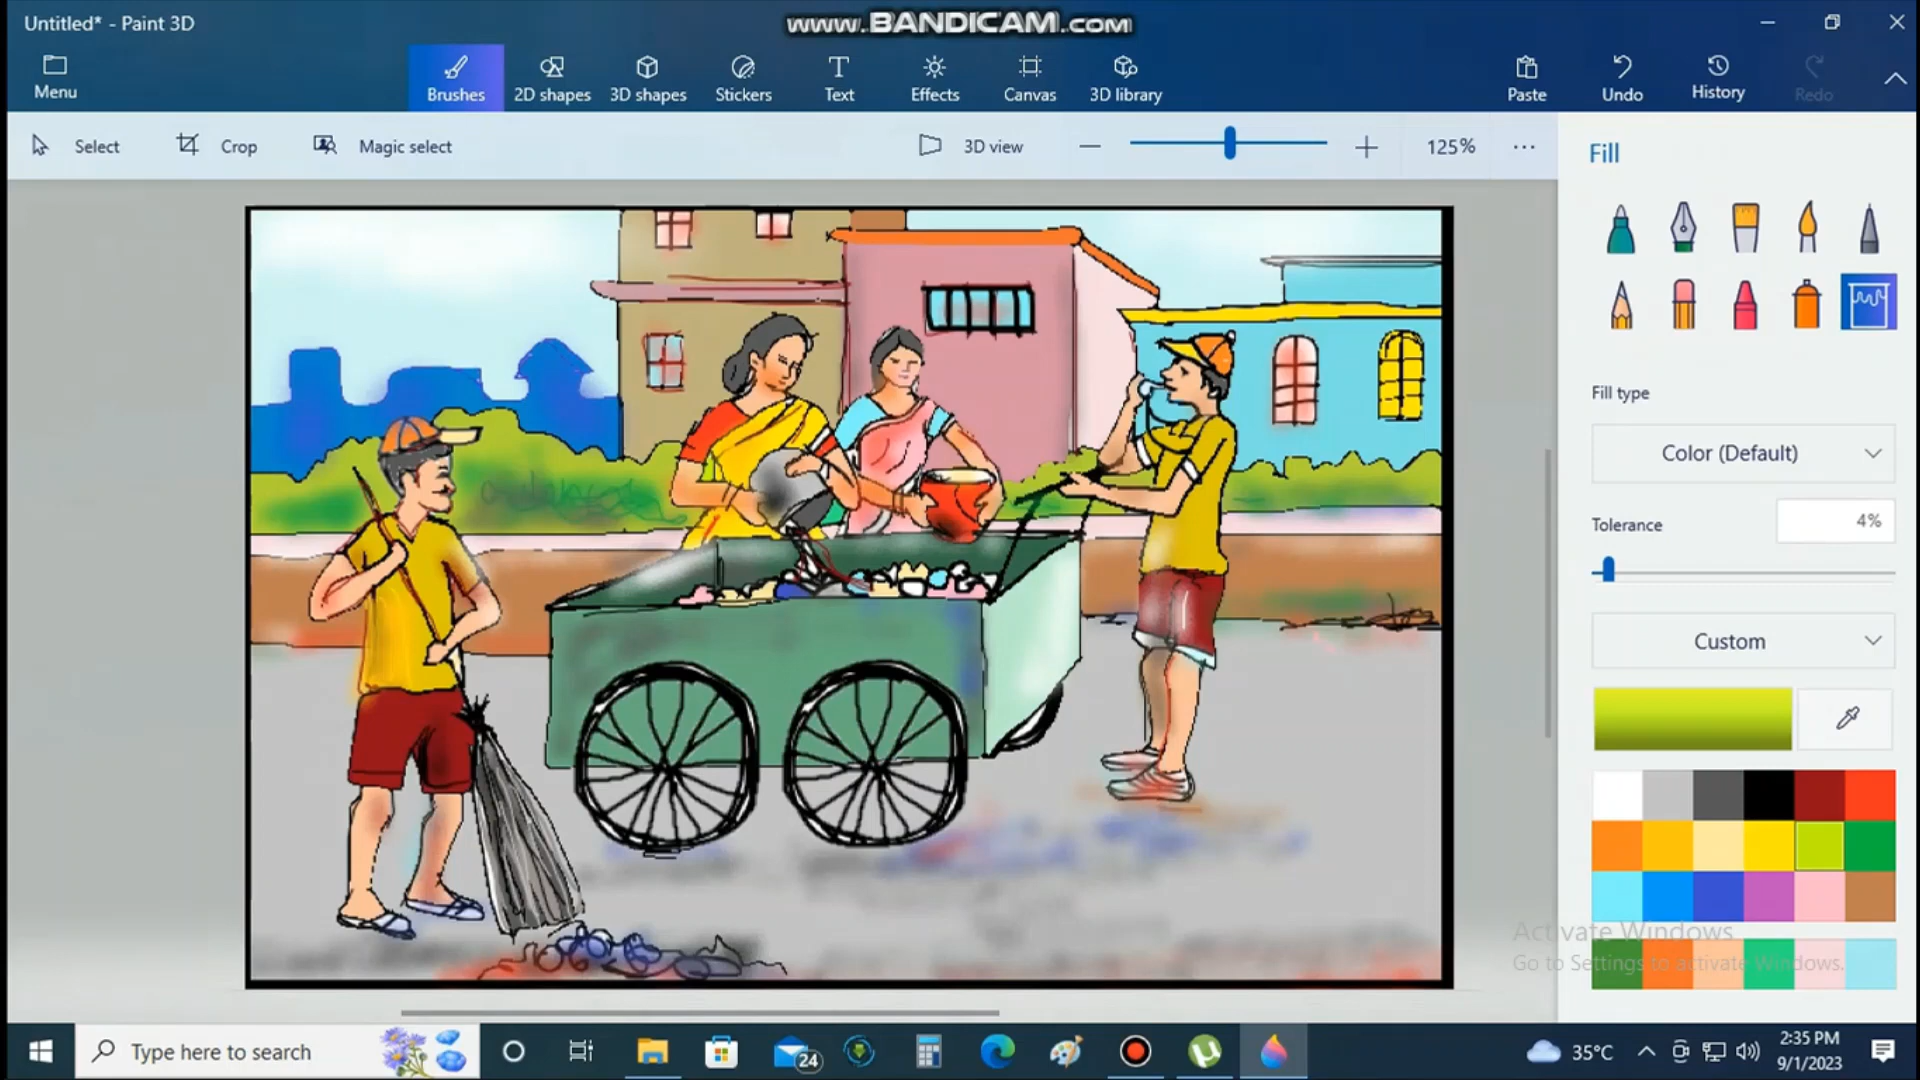 Untitled* - Paint 3D
www.BANDICAM.com
Menu
Brushes
2D shapes
3D shapes
Stickers
Text
Effects
Canvas
3D library
Paste
Undo
History
Redo
Select
Crop
Magic select
3D view
125%
Fill
Fill type
Color (Default)
Tolerance
4%
Custom
Activate Windows
Go to Settings to activate Windows.
Type here to search
24
35°C
2:35 PM
9/1/2023